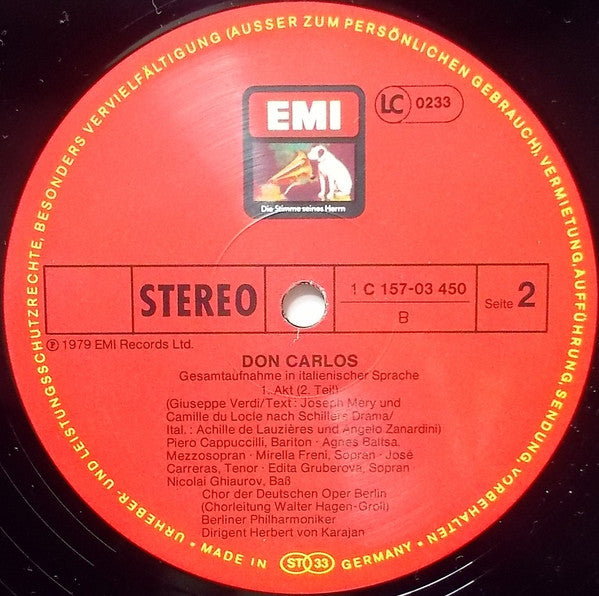 URHEBER- UND LEISTUNGSSCHUTZRECHTE, BESONDERS VERVIELFÄLTIGUNG (AUSSER ZUM PERSÖNLICHEN GEBRAUCH), VERMIETUNG, AUFFÜHRUNG, SENDUNG, VORBEHALTEN
EMI
LC 0233
Die Stimme seines Herrn
STEREO
1 C 157-03 450
B
Seite 2
Ⓟ 1979 EMI Records Ltd.
DON CARLOS
Gesamtaufnahme in italienischer Sprache
1. Akt (2. Teil)
(Giuseppe Verdi/Text: Joseph Mery und
Camille du Locle nach Schillers Drama/
Ital.: Achille de Lauzières und Angelo Zanardini)
Piero Cappuccilli, Bariton · Agnes Baltsa,
Mezzosopran · Mirella Freni, Sopran · José
Carreras, Tenor · Edita Gruberova, Sopran
Nicolai Ghiaurov, Baß
Chor der Deutschen Oper Berlin
(Chorleitung Walter Hagen-Groll)
Berliner Philharmoniker
Dirigent Herbert von Karajan
· MADE IN ST 33 GERMANY ·